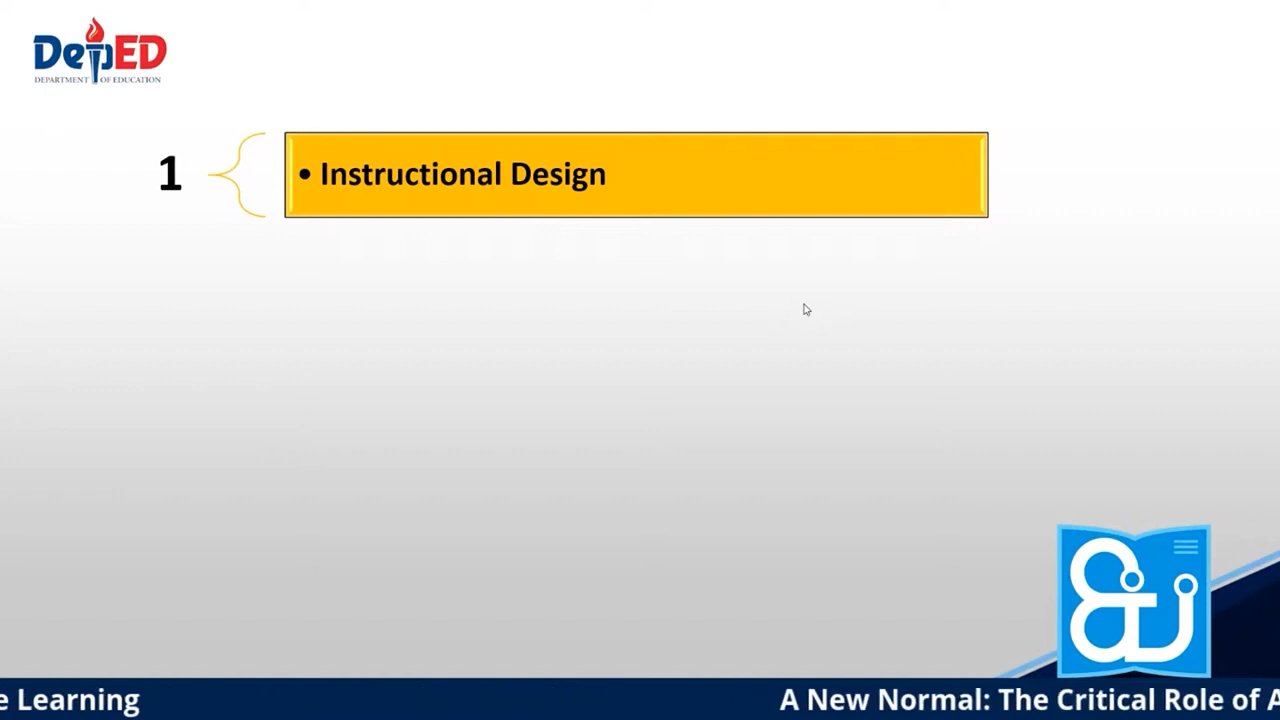 DepED
DEPARTMENT OF EDUCATION
1
• Instructional Design
e Learning
A New Normal: The Critical Role of A